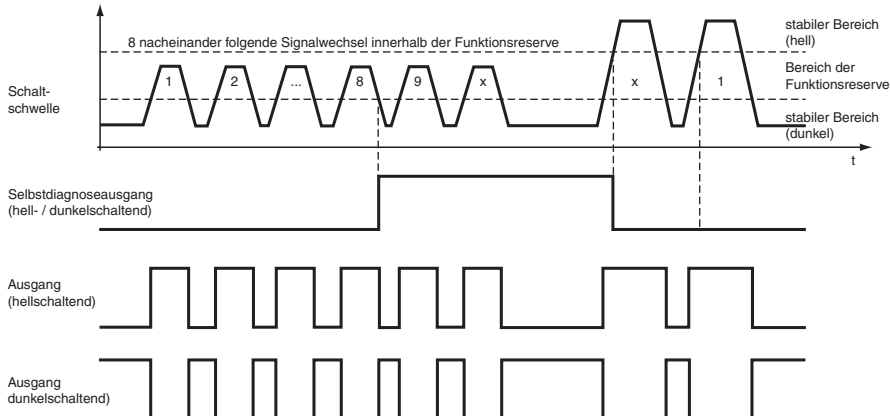 8 nacheinander folgende Signalwechsel innerhalb der Funktionsreserve
stabiler Bereich
(hell)
Bereich der
Funktionsreserve
Schalt-
schwelle
1 2 ... 8 9 x x 1
stabiler Bereich
(dunkel)
t
Selbstdiagnoseausgang
(hell- / dunkelschaltend)
Ausgang
(hellschaltend)
Ausgang
dunkelschaltend)